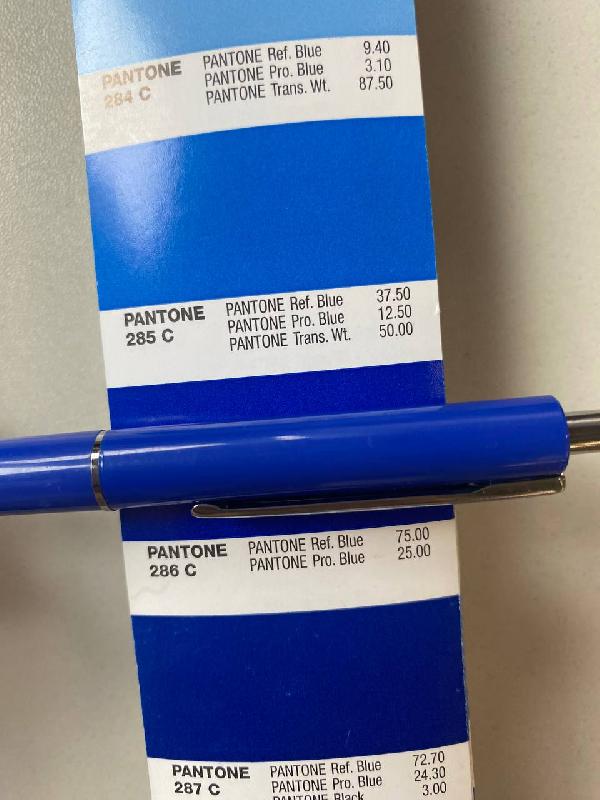 PANTONE 284 C PANTONE Ref. Blue 9.40
PANTONE Pro. Blue 3.10
PANTONE Trans. Wt. 87.50
PANTONE 285 C PANTONE Ref. Blue 37.50
PANTONE Pro. Blue 12.50
PANTONE Trans. Wt. 50.00
PANTONE 286 C PANTONE Ref. Blue 75.00
PANTONE Pro. Blue 25.00
PANTONE 287 C PANTONE Ref. Blue 72.70
PANTONE Pro. Blue 24.30
PANTONE Black 3.00